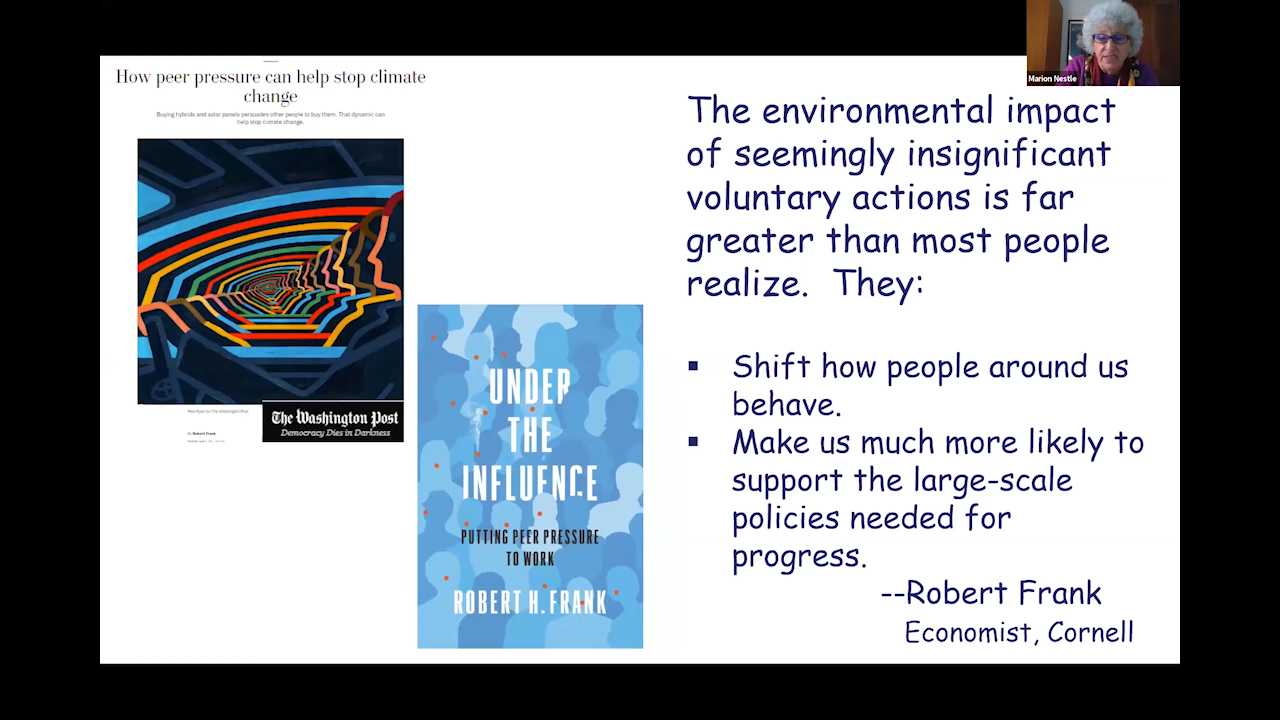 Marion Nestle
How peer pressure can help stop climate
change
Buying hybrids and solar panels persuades other people to buy them. That dynamic can
help stop climate change.
The Washington Post
Democracy Dies in Darkness
By Robert Frank
UNDER
THE
INFLUENCE
PUTTING PEER PRESSURE
TO WORK
ROBERT H. FRANK
The environmental impact
of seemingly insignificant
voluntary actions is far
greater than most people
realize. They:
▪ Shift how people around us
behave.
▪ Make us much more likely to
support the large-scale
policies needed for
progress.
--Robert Frank
Economist, Cornell